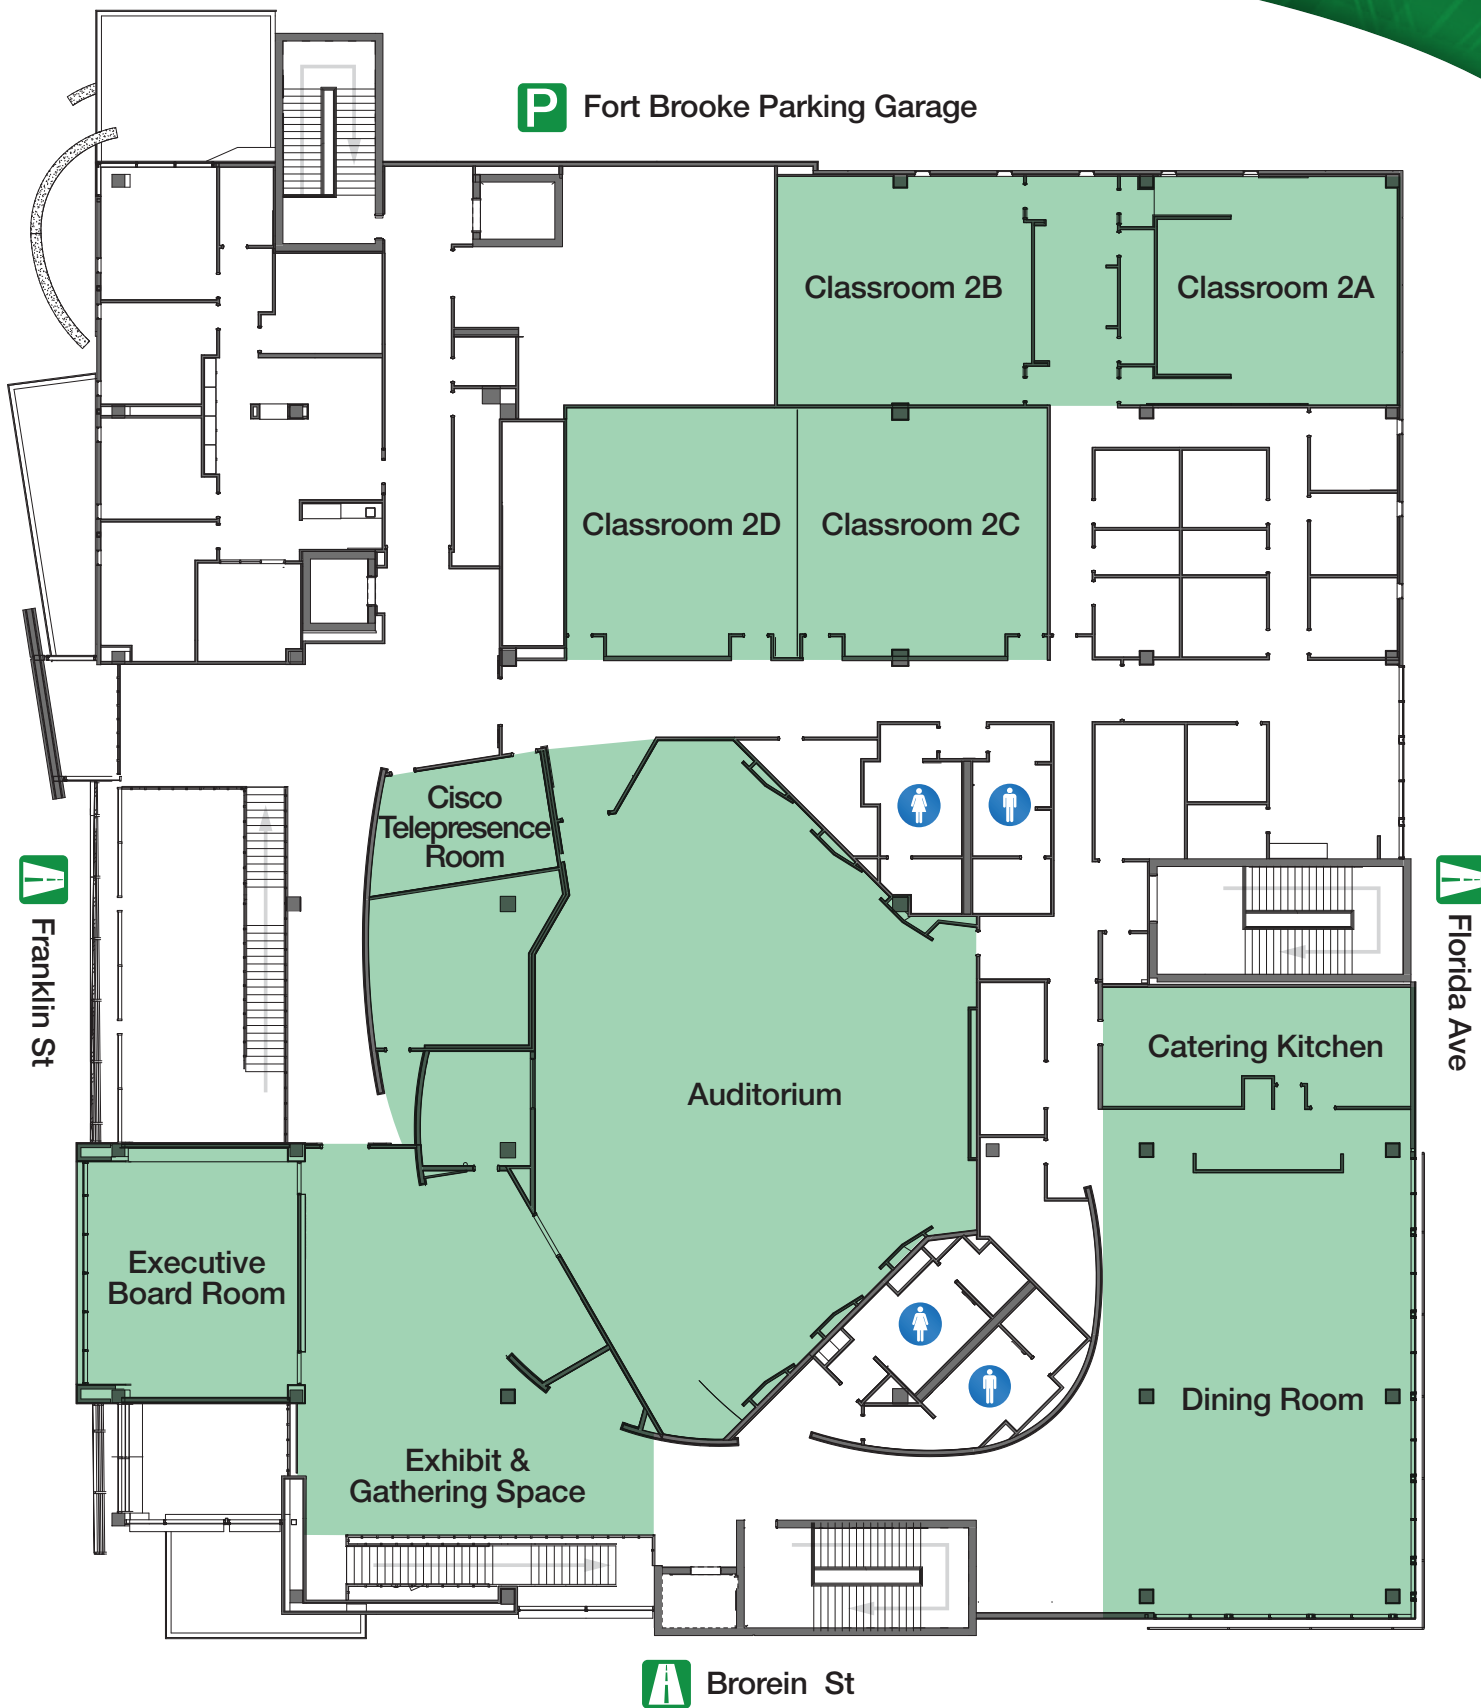 P Fort Brooke Parking Garage
Classroom 2B
Classroom 2A
Classroom 2D
Classroom 2C
Cisco
Telepresence
Room
Franklin St
Florida Ave
Catering Kitchen
Auditorium
Executive
Board Room
Dining Room
Exhibit &
Gathering Space
Brorein St